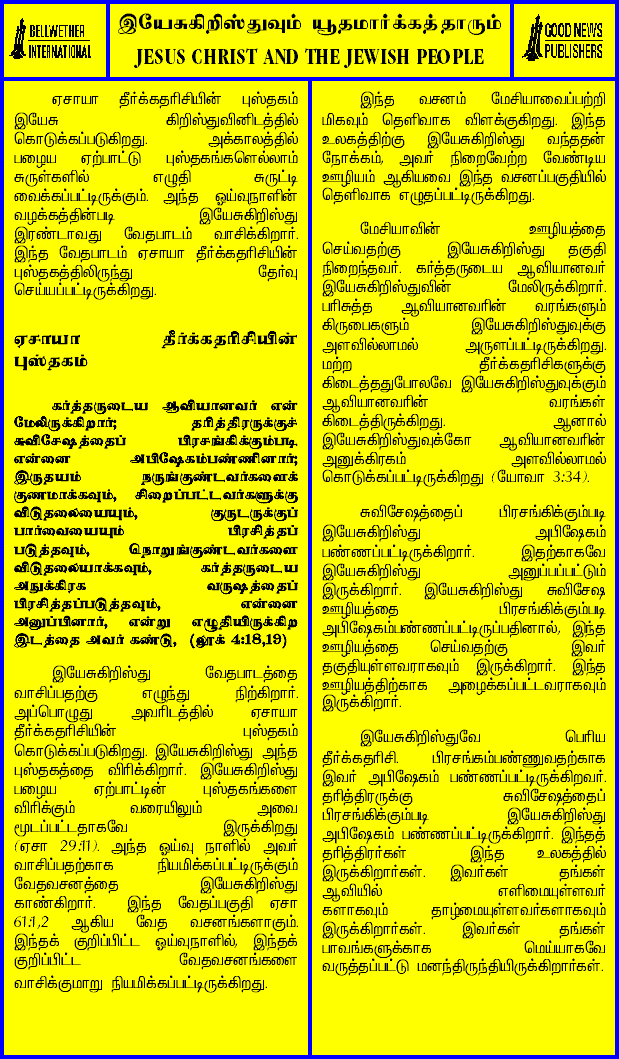 BELLWETHER
INTERNATIONAL
இயேசுகிறிஸ்துவும் யூதமார்க்கத்தாரும்
JESUS CHRIST AND THE JEWISH PEOPLE
GOOD NEWS
PUBLISHERS
ஏசாயா தீர்க்கதரிசியின் புஸ்தகம்
இயேசு கிறிஸ்துவினிடத்தில்
கொடுக்கப்படுகிறது. அக்காலத்தில்
பழைய ஏற்பாட்டு புஸ்தகங்களெல்லாம்
சுருள்களில் எழுதி சுருட்டி
வைக்கப்பட்டிருக்கும். அந்த ஓய்வுநாளின்
வழக்கத்தின்படி இயேசுகிறிஸ்து
இரண்டாவது வேதபாடம் வாசிக்கிறார்.
இந்த வேதபாடம் ஏசாயா தீர்க்கதரிசியின்
புஸ்தகத்திலிருந்து தேர்வு
செய்யப்பட்டிருக்கிறது.
ஏசாயா தீர்க்கதரிசியின்
புஸ்தகம்
கர்த்தருடைய ஆவியானவர் என்
மேலிருக்கிறார்; தரித்திரருக்குச்
சுவிசேஷத்தைப் பிரசங்கிக்கும்படி,
என்னை அபிஷேகம்பண்ணினார்;
இருதயம் நருங்குண்டவர்களைக்
குணமாக்கவும், சிறைப்பட்டவர்களுக்கு
விடுதலையையும், குருடருக்குப்
பார்வையையும் பிரசித்தப்
படுத்தவும், நொறுங்குண்டவர்களை
விடுதலையாக்கவும், கர்த்தருடைய
அநுக்கிரக வருஷத்தைப்
பிரசித்தப்படுத்தவும், என்னை
அனுப்பினார், என்று எழுதியிருக்கிற
இடத்தை அவர் கண்டு, (லூக் 4:18,19)
இயேசுகிறிஸ்து வேதபாடத்தை
வாசிப்பதற்கு எழுந்து நிற்கிறார்.
அப்பொழுது அவரிடத்தில் ஏசாயா
தீர்க்கதரிசியின் புஸ்தகம்
கொடுக்கப்படுகிறது. இயேசுகிறிஸ்து அந்த
புஸ்தகத்தை விரிக்கிறார். இயேசுகிறிஸ்து
பழைய ஏற்பாட்டின் புஸ்தகங்களை
விரிக்கும் வரையிலும் அவை
மூடப்பட்டதாகவே இருக்கிறது
(ஏசா 29:11). அந்த ஓய்வு நாளில் அவர்
வாசிப்பதற்காக நியமிக்கப்பட்டிருக்கும்
வேதவசனத்தை இயேசுகிறிஸ்து
காண்கிறார். இந்த வேதப்பகுதி ஏசா
61:1,2 ஆகிய வேத வசனங்களாகும்.
இந்தக் குறிப்பிட்ட ஓய்வுநாளில், இந்தக்
குறிப்பிட்ட வேதவசனங்களை
வாசிக்குமாறு நியமிக்கப்பட்டிருக்கிறது.
இந்த வசனம் மேசியாவைப்பற்றி
மிகவும் தெளிவாக விளக்குகிறது. இந்த
உலகத்திற்கு இயேசுகிறிஸ்து வந்ததன்
நோக்கம், அவர் நிறைவேற்ற வேண்டிய
ஊழியம் ஆகியவை இந்த வசனப்பகுதியில்
தெளிவாக எழுதப்பட்டிருக்கிறது.
மேசியாவின் ஊழியத்தை
செய்வதற்கு இயேசுகிறிஸ்து தகுதி
நிறைந்தவர். கர்த்தருடைய ஆவியானவர்
இயேசுகிறிஸ்துவின் மேலிருக்கிறார்.
பரிசுத்த ஆவியானவரின் வரங்களும்
கிருபைகளும் இயேசுகிறிஸ்துவுக்கு
அளவில்லாமல் அருளப்பட்டிருக்கிறது.
மற்ற தீர்க்கதரிசிகளுக்கு
கிடைத்ததுபோலவே இயேசுகிறிஸ்துவுக்கும்
ஆவியானவரின் வரங்கள்
கிடைத்திருக்கிறது. ஆனால்
இயேசுகிறிஸ்துவுக்கோ ஆவியானவரின்
அனுக்கிரகம் அளவில்லாமல்
கொடுக்கப்பட்டிருக்கிறது (யோவா 3:34).
சுவிசேஷத்தைப் பிரசங்கிக்கும்படி
இயேசுகிறிஸ்து அபிஷேகம்
பண்ணப்பட்டிருக்கிறார். இதற்காகவே
இயேசுகிறிஸ்து அனுப்பப்பட்டும்
இருக்கிறார். இயேசுகிறிஸ்து சுவிசேஷ
ஊழியத்தை பிரசங்கிக்கும்படி
அபிஷேகம்பண்ணப்பட்டிருப்பதினால், இந்த
ஊழியத்தை செய்வதற்கு இவர்
தகுதியுள்ளவராகவும் இருக்கிறார். இந்த
ஊழியத்திற்காக அழைக்கப்பட்டவராகவும்
இருக்கிறார்.
இயேசுகிறிஸ்துவே பெரிய
தீர்க்கதரிசி. பிரசங்கம்பண்ணுவதற்காக
இவர் அபிஷேகம் பண்ணப்பட்டிருக்கிறவர்.
தரித்திரருக்கு சுவிசேஷத்தைப்
பிரசங்கிக்கும்படி இயேசுகிறிஸ்து
அபிஷேகம் பண்ணப்பட்டிருக்கிறார். இந்தத்
தரித்திரர்கள் இந்த உலகத்தில்
இருக்கிறார்கள். இவர்கள் தங்கள்
ஆவியில் எளிமையுள்ளவர்
களாகவும் தாழ்மையுள்ளவர்களாகவும்
இருக்கிறார்கள். இவர்கள் தங்கள்
பாவங்களுக்காக மெய்யாகவே
வருத்தப்பட்டு மனந்திருந்தியிருக்கிறார்கள்.